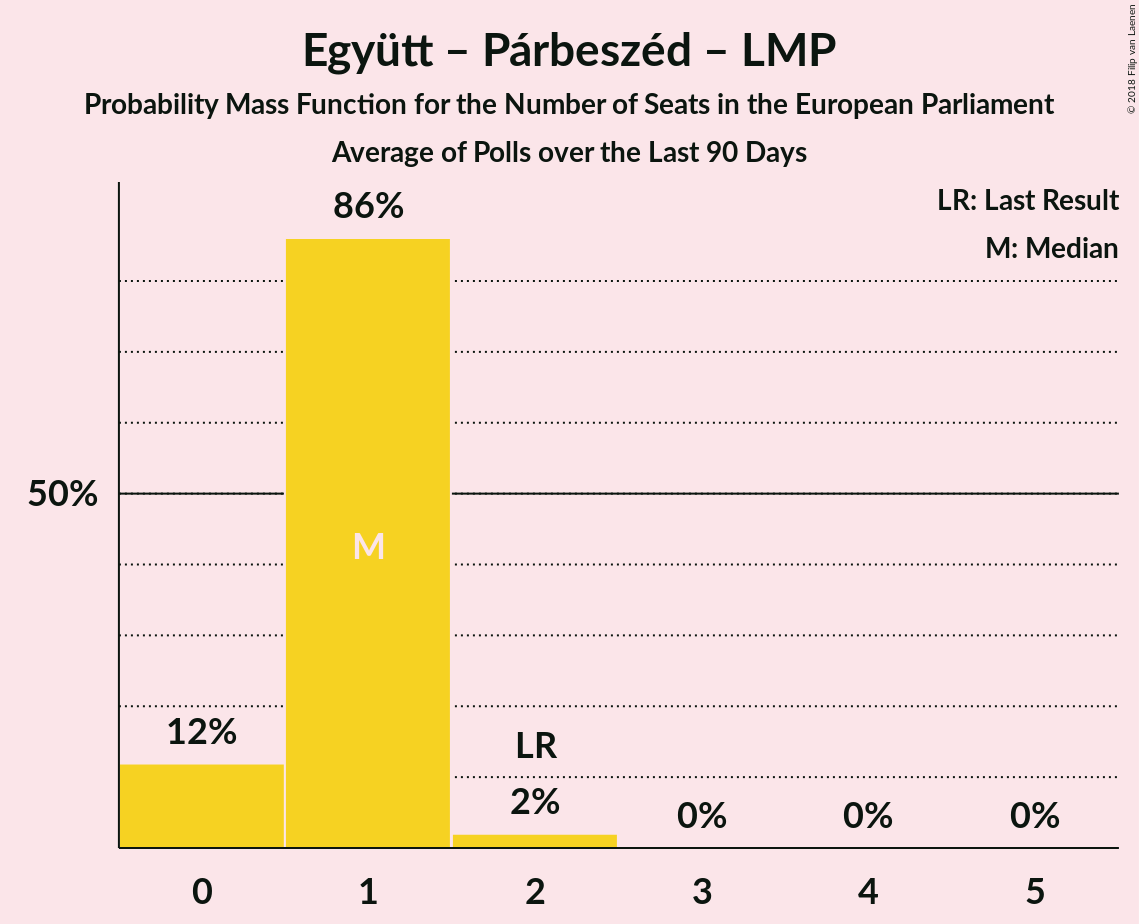 Együtt – Párbeszéd – LMP
Probability Mass Function for the Number of Seats in the European Parliament
Average of Polls over the Last 90 Days
© 2018 Filip van Laenen
LR: Last Result
M: Median
86%
50%
M
12%
LR
2%
0%
0%
0%
0
1
2
3
4
5